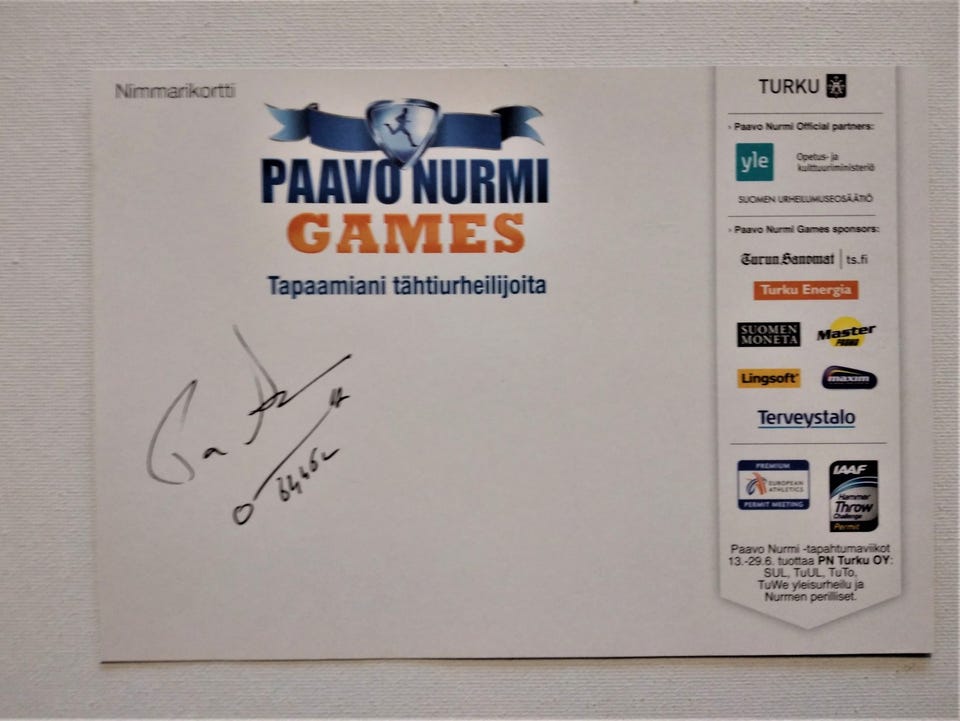 Nimmarikortti
PAAVO NURMI
GAMES
Tapaamiani tähtiurheilijoita
TURKU
› Paavo Nurmi Official partners:
yle
Opetus- ja
kulttuuriministeriö
SUOMEN URHEILUMUSEOSÄÄTIÖ
› Paavo Nurmi Games sponsors:
Turun Sanomat | ts.fi
Turku Energia
SUOMEN
MONETA
Master
PROMO
Lingsoft
maxim
Terveystalo
PREMIUM
EUROPEAN
ATHLETICS
PERMIT MEETING
IAAF
Hammer
Throw
Challenge
Permit
Paavo Nurmi -tapahtumaviikot
13.-29.6. tuottaa PN Turku OY:
SUL, TuUL, TuTo,
TuWe yleisurheilu ja
Nurmen perilliset.